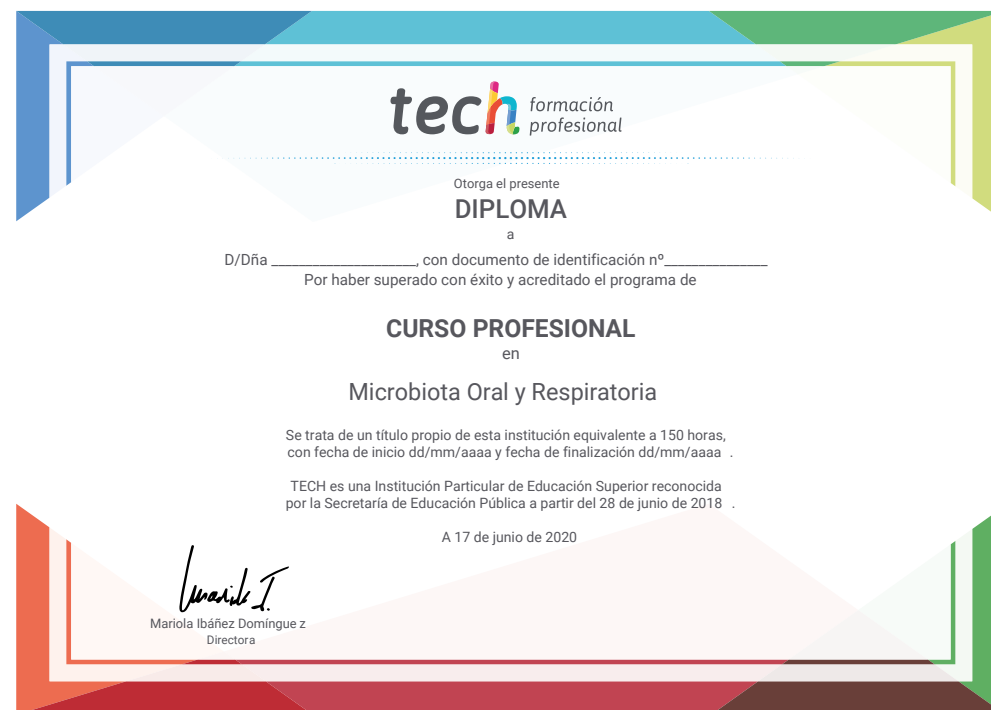 tech formación
profesional
Otorga el presente
DIPLOMA
a
D/Dña ____________________, con documento de identificación nº______________
Por haber superado con éxito y acreditado el programa de
CURSO PROFESIONAL
en
Microbiota Oral y Respiratoria
Se trata de un título propio de esta institución equivalente a 150 horas,
con fecha de inicio dd/mm/aaaa y fecha de finalización dd/mm/aaaa .
TECH es una Institución Particular de Educación Superior reconocida
por la Secretaría de Educación Pública a partir del 28 de junio de 2018 .
A 17 de junio de 2020
Mariola Ibáñez Domíngue z
Directora